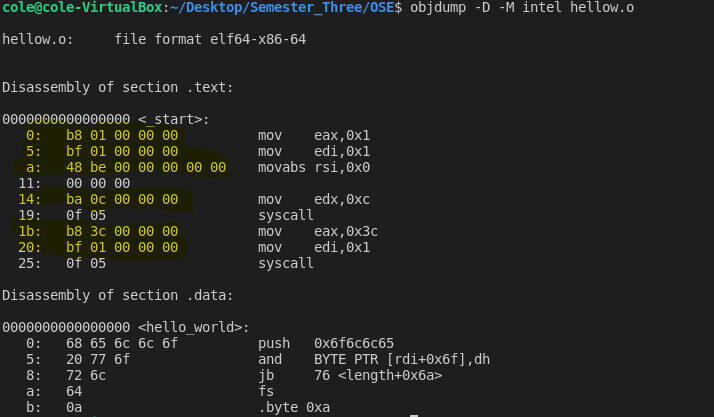 cole@cole-VirtualBox:~/Desktop/Semester_Three/OSE$ objdump -D -M intel hellow.o
hellow.o:     file format elf64-x86-64
Disassembly of section .text:
0000000000000000 <_start>:
   0:   b8 01 00 00 00          mov    eax,0x1
   5:   bf 01 00 00 00          mov    edi,0x1
   a:   48 be 00 00 00 00 00    movabs rsi,0x0
  11:   00 00 00
  14:   ba 0c 00 00 00          mov    edx,0xc
  19:   0f 05                   syscall
  1b:   b8 3c 00 00 00          mov    eax,0x3c
  20:   bf 01 00 00 00          mov    edi,0x1
  25:   0f 05                   syscall
Disassembly of section .data:
0000000000000000 <hello_world>:
   0:   68 65 6c 6c 6f          push   0x6f6c6c65
   5:   20 77 6f                and    BYTE PTR [rdi+0x6f],dh
   8:   72 6c                   jb     76 <length+0x6a>
   a:   64                      fs
   b:   0a                      .byte 0xa